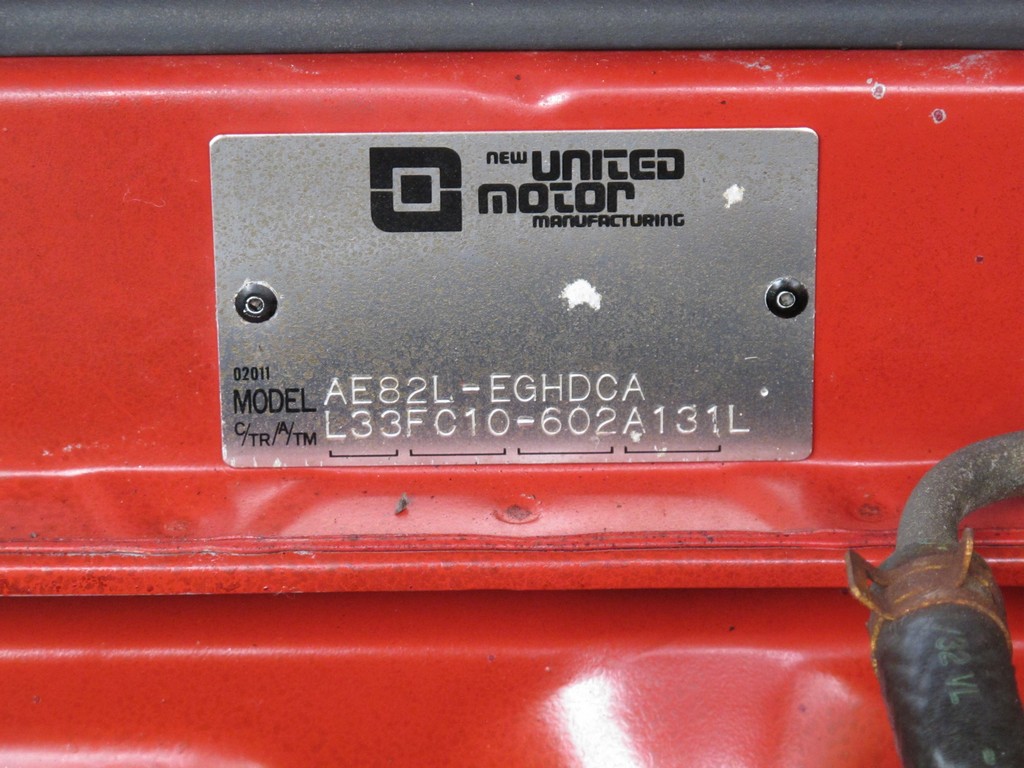 NEW UNITED
MOTOR
MANUFACTURING
02011
MODEL AE82L-EGHDCA
C/TR/A/TM L33FC10-602A131L